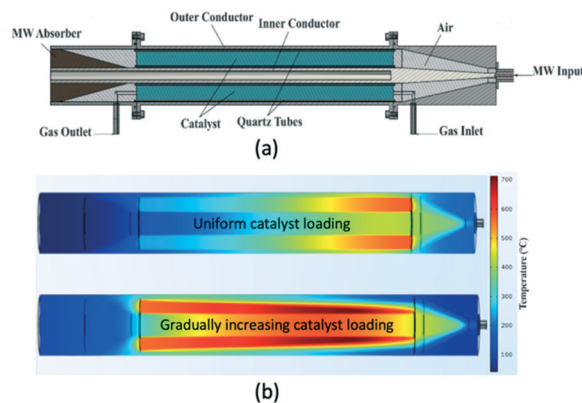 Outer Conductor
Inner Conductor
MW Absorber
Air
MW Input
Gas Outlet
Catalyst
Quartz Tubes
Gas Inlet
(a)
Uniform catalyst loading
Gradually increasing catalyst loading
700
600
500
400
300
200
100
Temperature (°C)
(b)